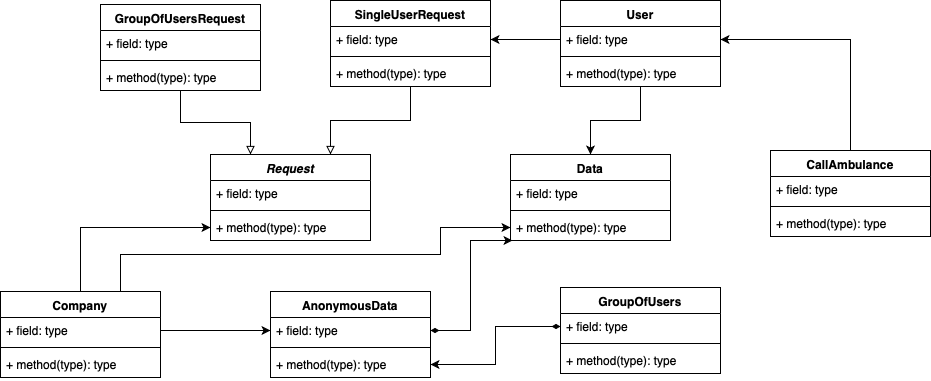 GroupOfUsersRequest
+ field: type
+ method(type): type
SingleUserRequest
+ field: type
+ method(type): type
User
+ field: type
+ method(type): type
Request
+ field: type
+ method(type): type
Data
+ field: type
+ method(type): type
CallAmbulance
+ field: type
+ method(type): type
Company
+ field: type
+ method(type): type
AnonymousData
+ field: type
+ method(type): type
GroupOfUsers
+ field: type
+ method(type): type